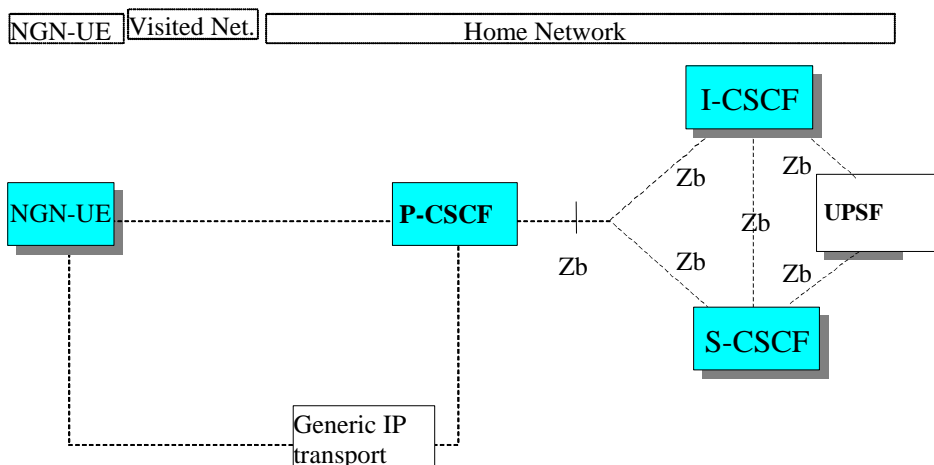 NGN-UE
Visited Net.
Home Network
I-CSCF
Zb
Zb
NGN-UE
P-CSCF
UPSF
Zb
Zb
Zb
Zb
S-CSCF
Generic IP
transport